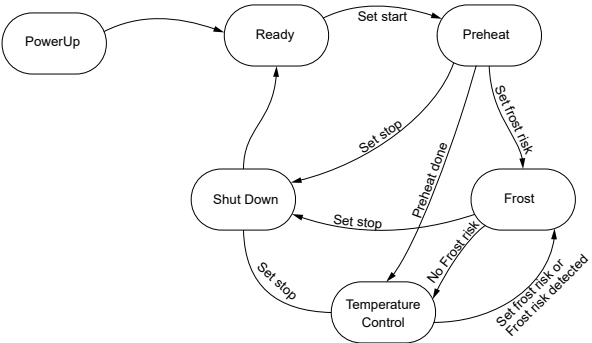 PowerUp
Ready
Set start
Preheat
Set stop
Preheat done
Set frost risk
Shut Down
Set stop
Frost
No Frost risk
Set stop
Temperature
Control
Set frost risk or
Frost risk detected